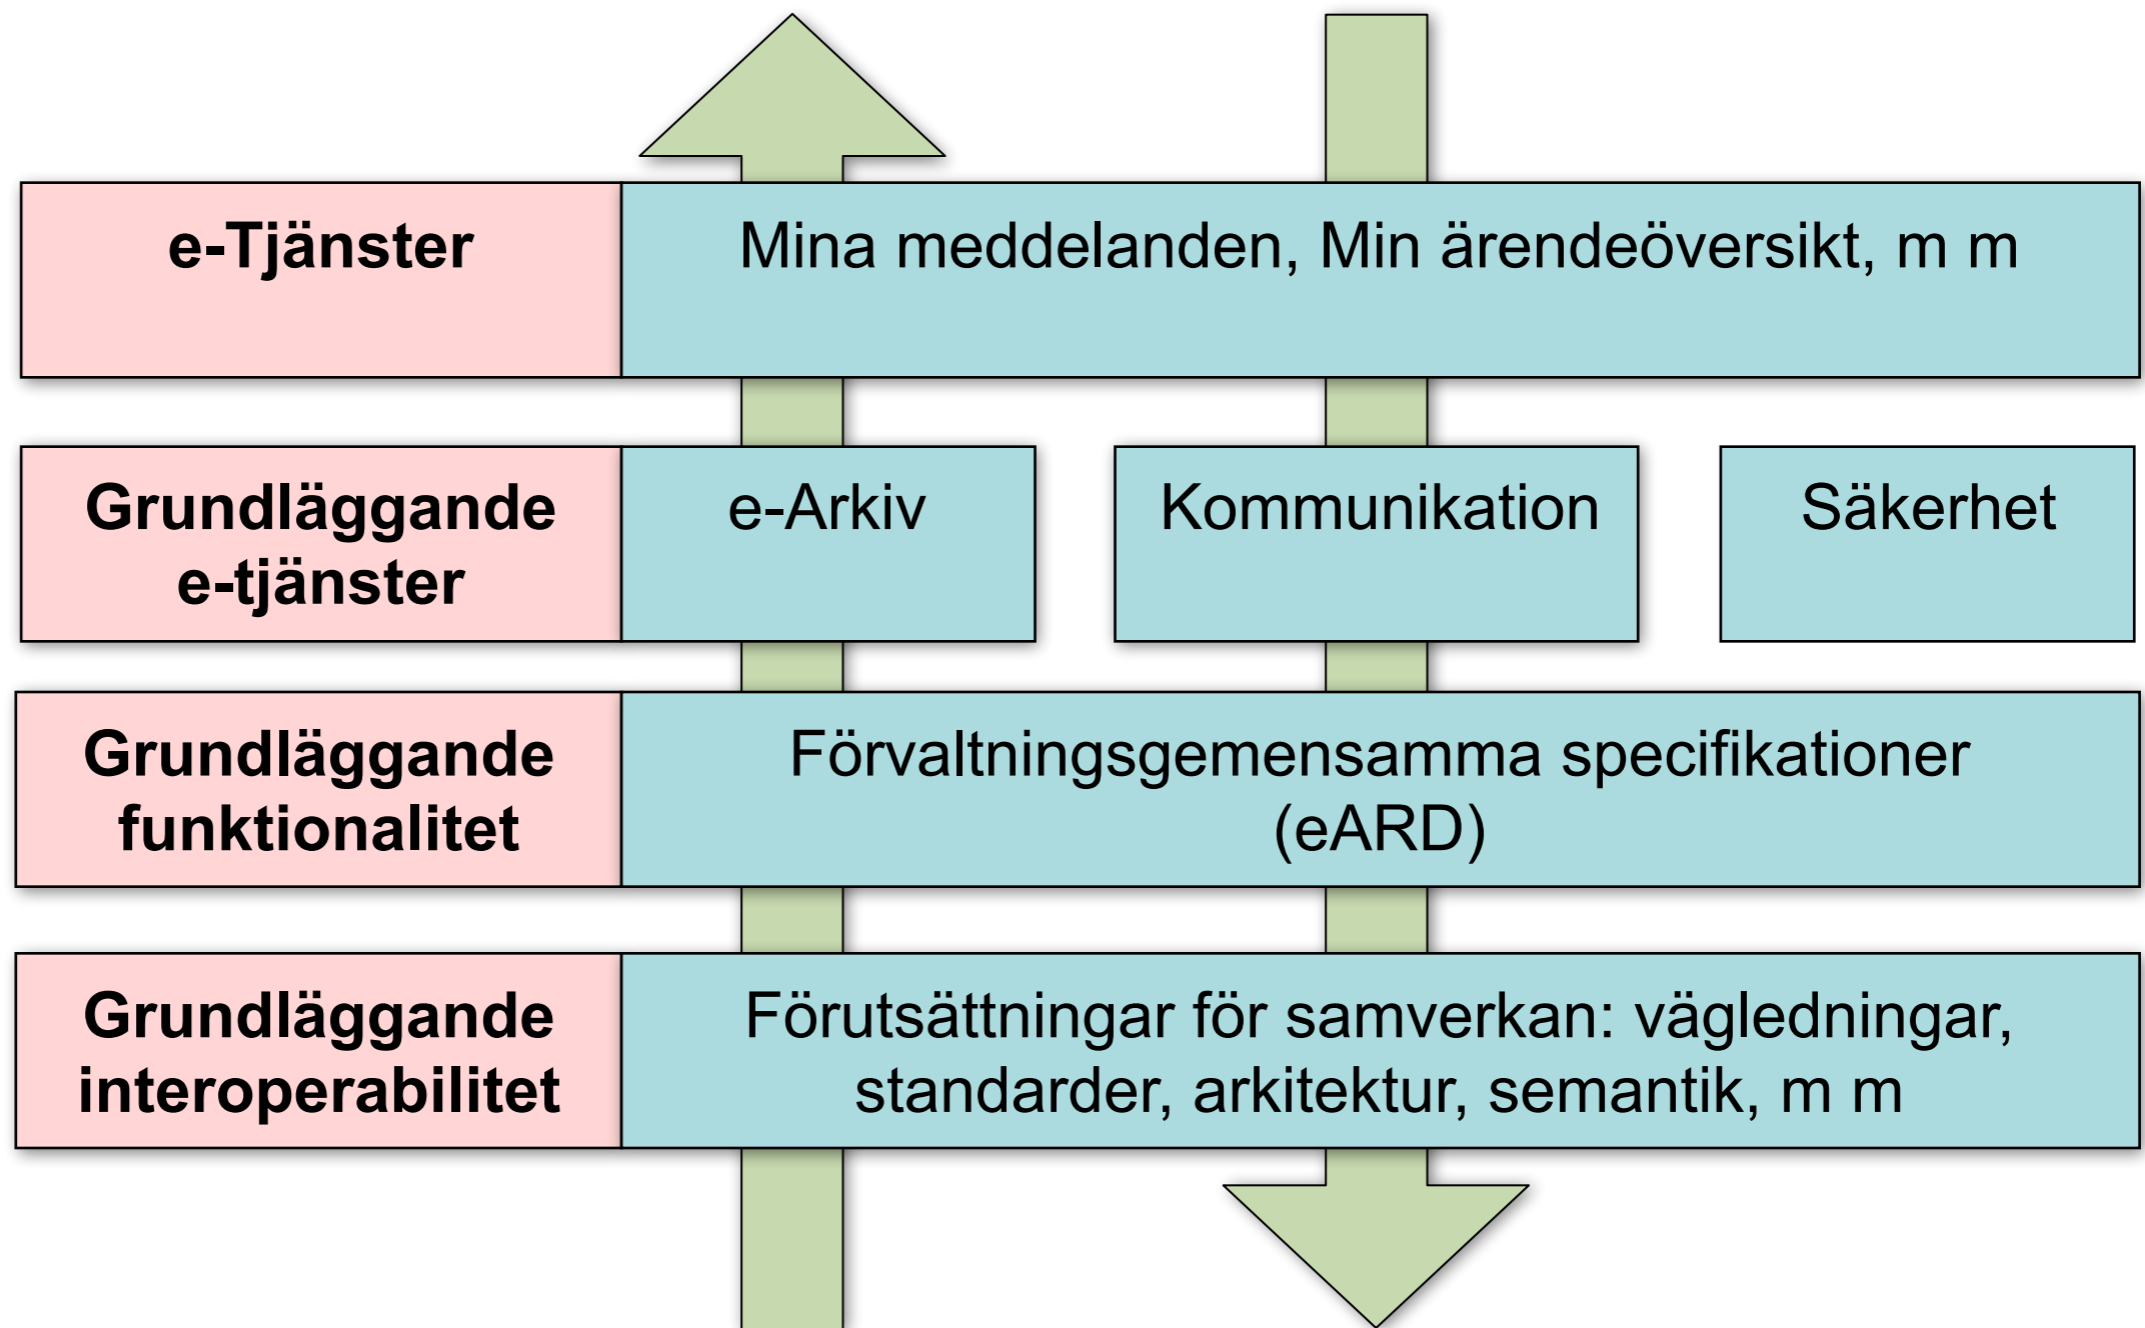 e-Tjänster
Mina meddelanden, Min ärendeöversikt, m m
Grundläggande
e-tjänster
e-Arkiv
Kommunikation
Säkerhet
Grundläggande
funktionalitet
Förvaltningsgemensamma specifikationer
(eARD)
Grundläggande
interoperabilitet
Förutsättningar för samverkan: vägledningar,
standarder, arkitektur, semantik, m m